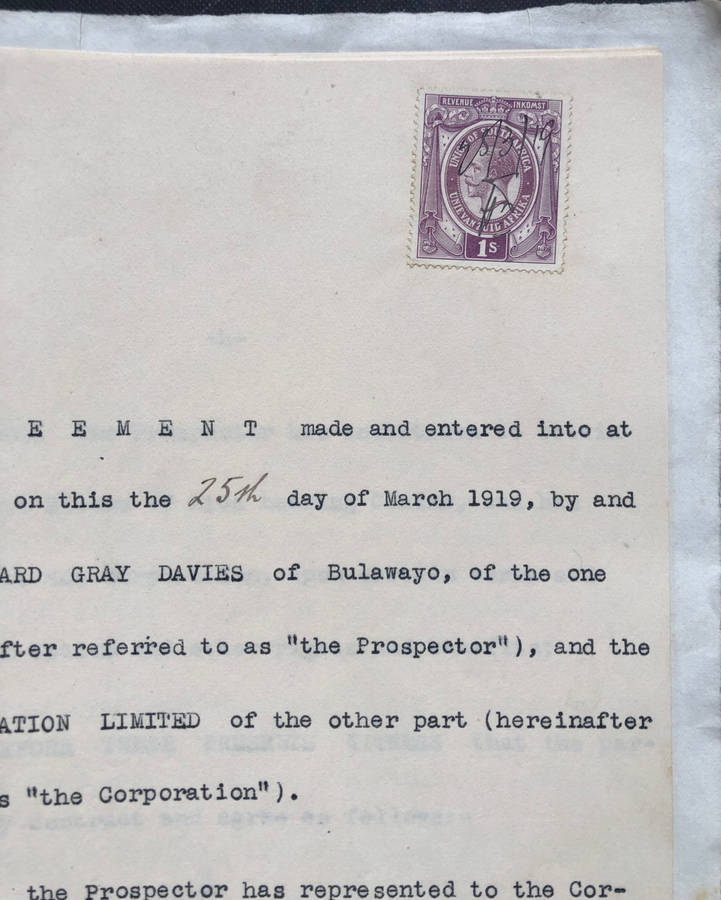 REVENUE INKOMST
UNION OF SOUTH AFRICA
25/3/19
UNIE VAN ZUID AFRIKA
1s
E E M E N T made and entered into at
on this the 25th day of March 1919, by and
ARD GRAY DAVIES of Bulawayo, of the one
fter referred to as "the Prospector"), and the
ATION LIMITED of the other part (hereinafter
s "the Corporation").
the Prospector has represented to the Cor-